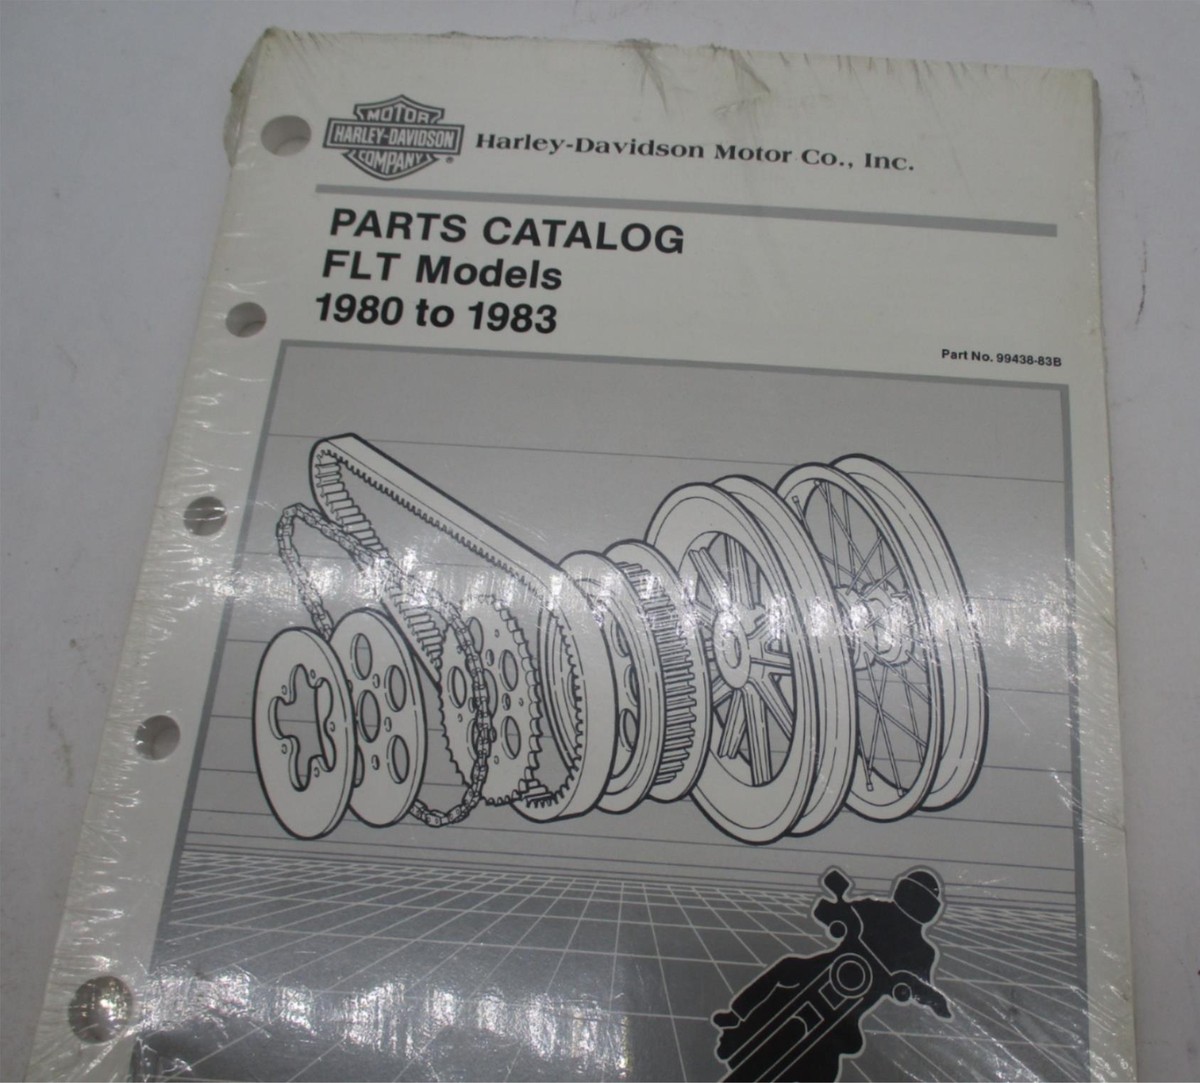 MOTOR
HARLEY-DAVIDSON
COMPANY
®
Harley-Davidson Motor Co., Inc.
PARTS CATALOG
FLT Models
1980 to 1983
Part No. 99438-83B